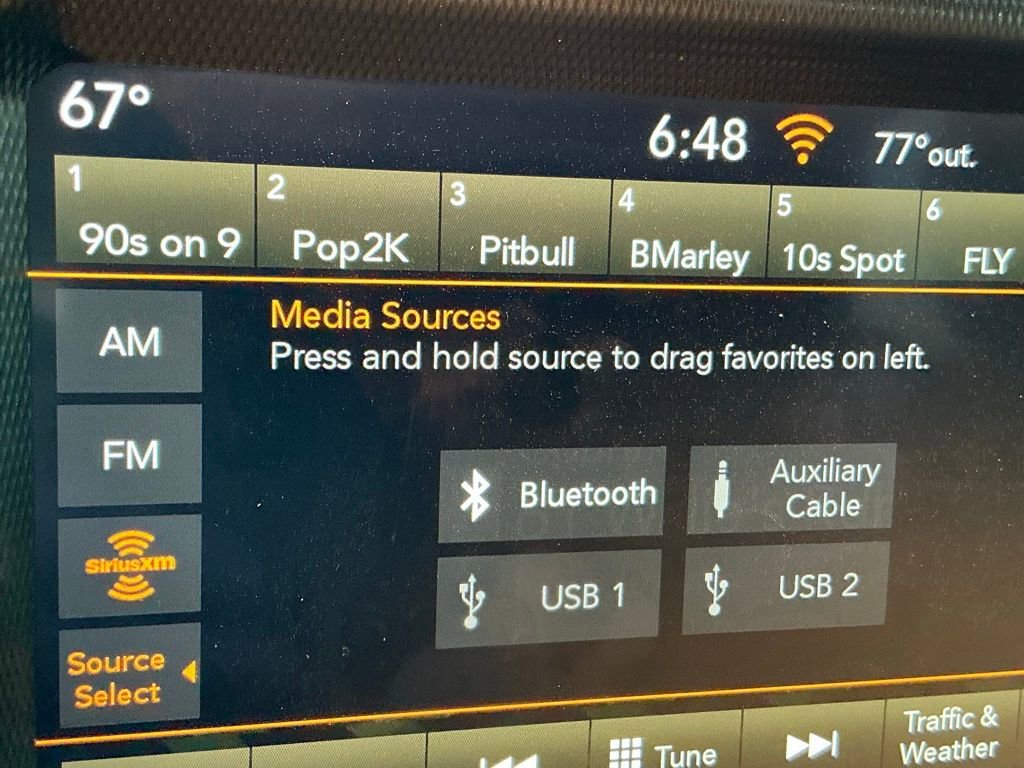 67°
6:48
77°out.
1
2
3
4
5
6
90s on 9
Pop2K
Pitbull
BMarley
10s Spot
FLY
AM
Media Sources
Press and hold source to drag favorites on left.
FM
Bluetooth
Auxiliary
Cable
SiriusXM
USB 1
USB 2
Source
Select
Tune
Traffic &
Weather